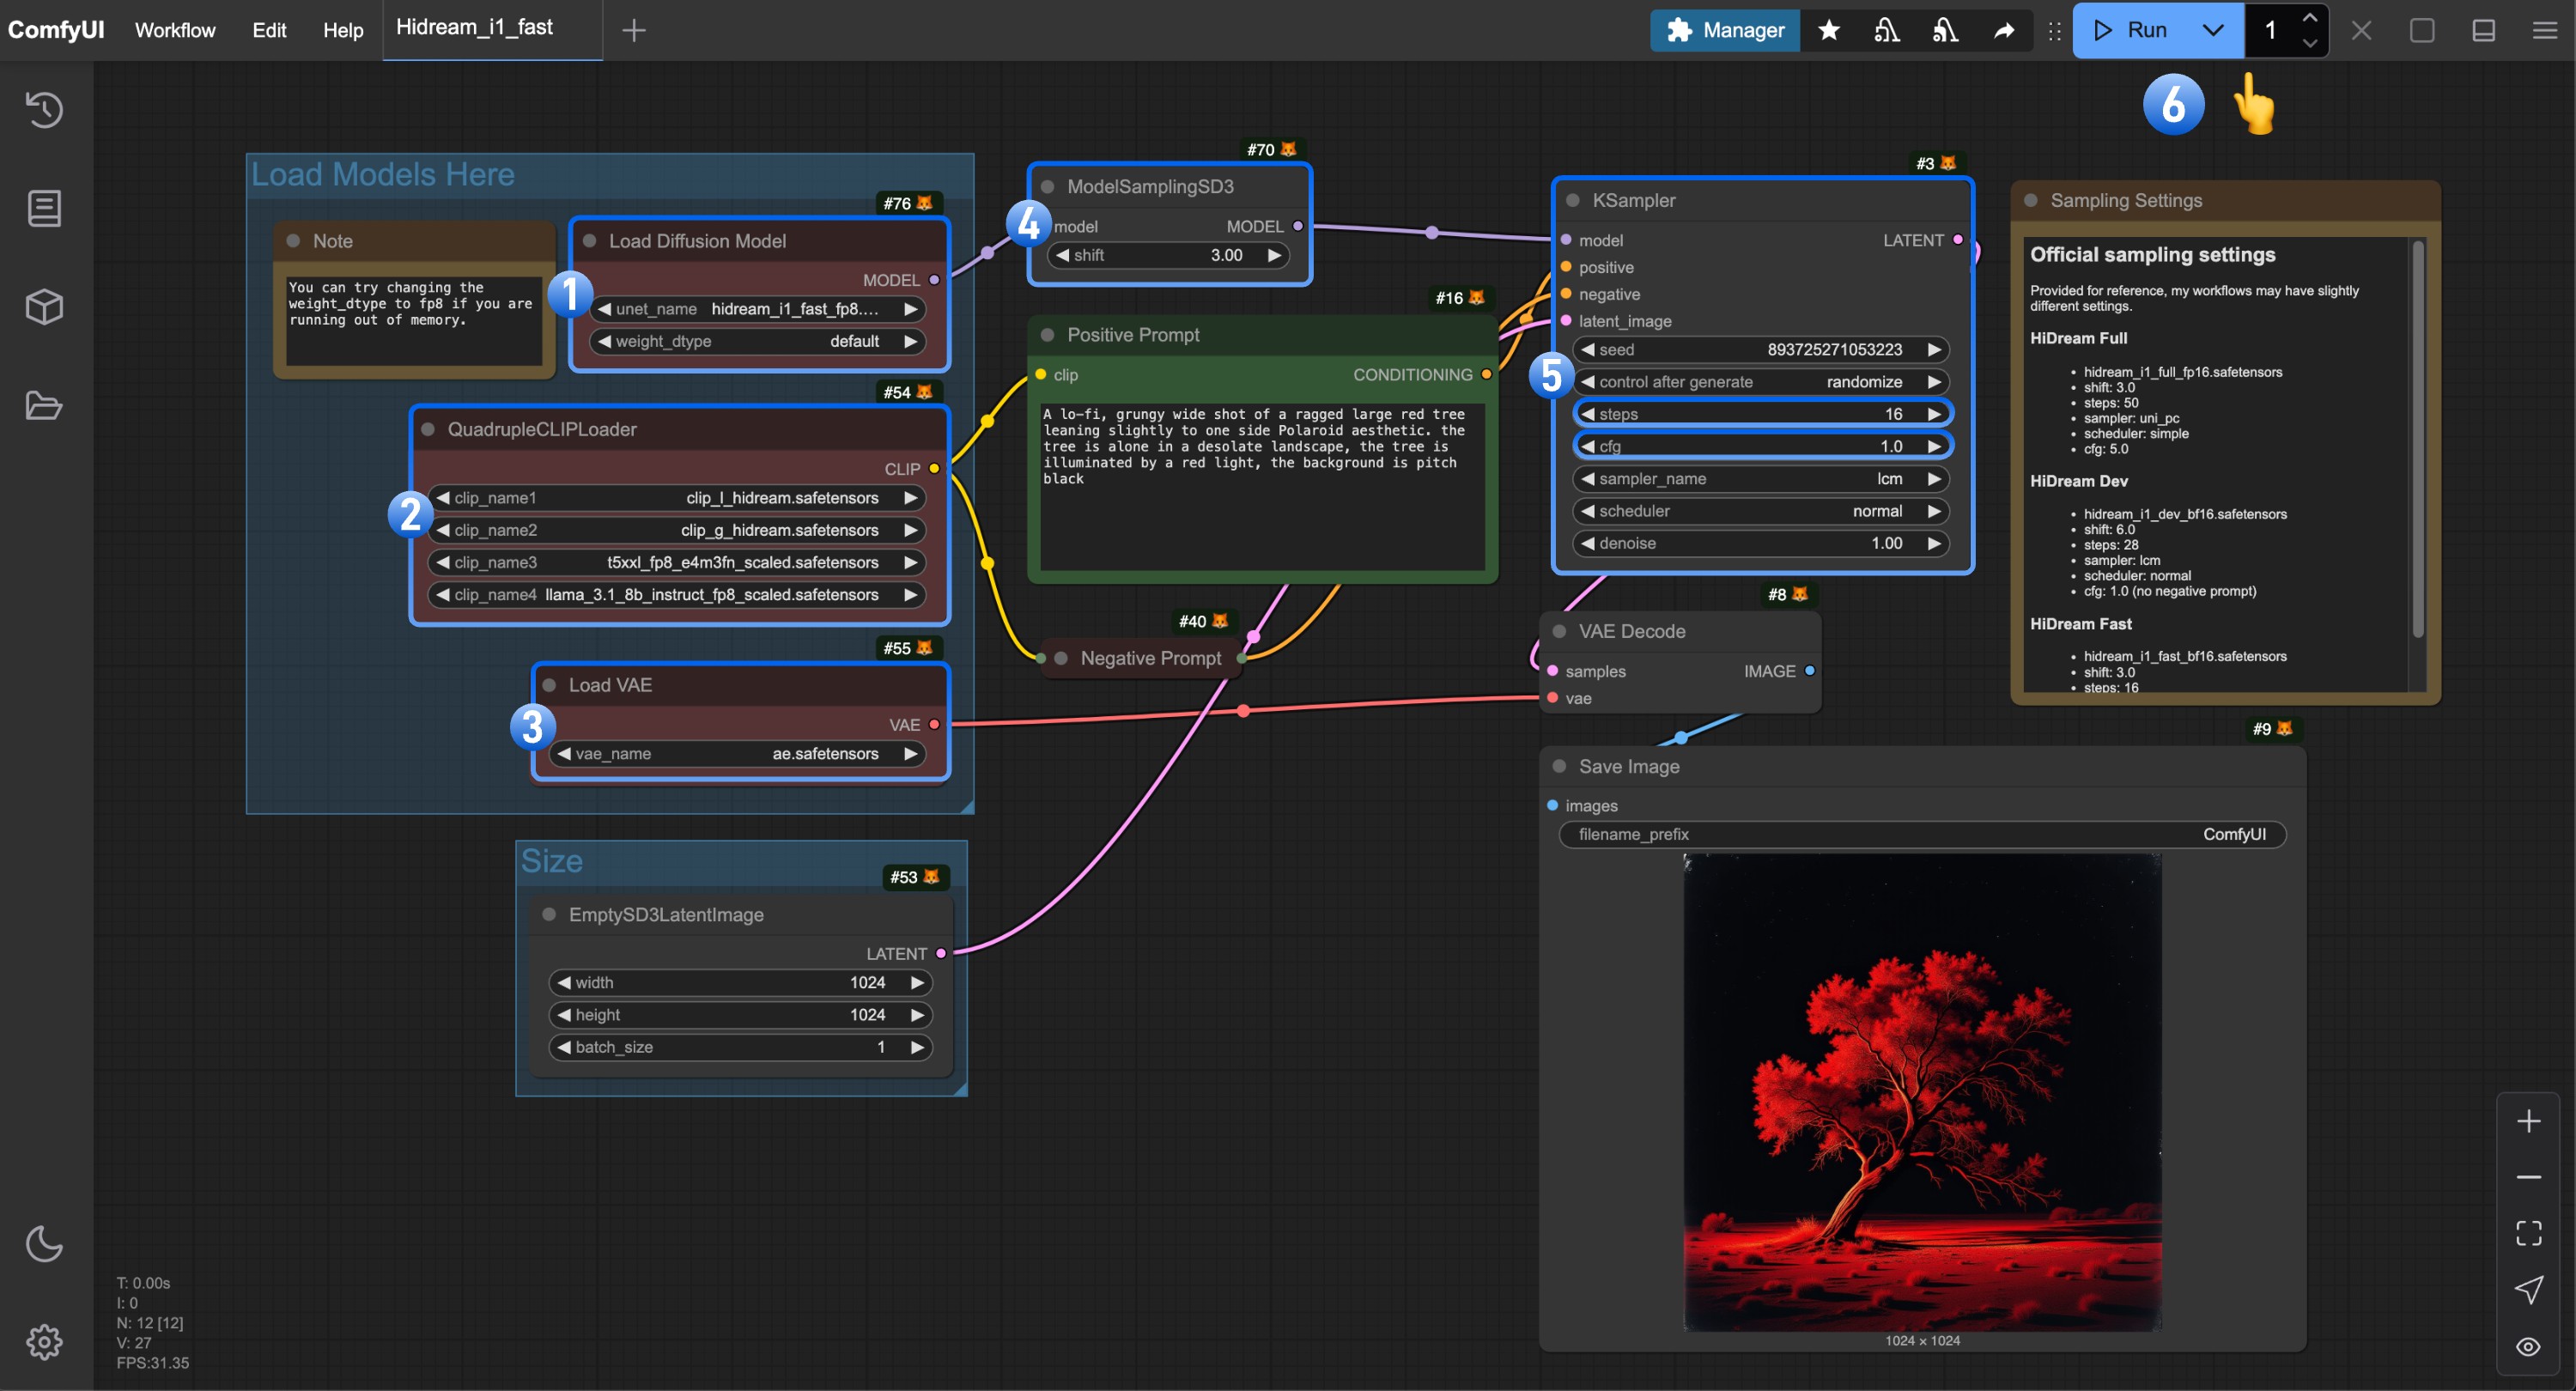 ComfyUI
Workflow
Edit
Help
Hidream_i1_fast
Manager
Run
1
6
Load Models Here
#76
Note
You can try changing the
weight_dtype to fp8 if you are
running out of memory.
1
Load Diffusion Model
MODEL
unet_name hidream_i1_fast_fp8....
weight_dtype default
#54
2
QuadrupleCLIPLoader
CLIP
clip_name1 clip_l_hidream.safetensors
clip_name2 clip_g_hidream.safetensors
clip_name3 t5xxl_fp8_e4m3fn_scaled.safetensors
clip_name4 llama_3.1_8b_instruct_fp8_scaled.safetensors
#55
3
Load VAE
VAE
vae_name ae.safetensors
Size
#53
EmptySD3LatentImage
LATENT
width 1024
height 1024
batch_size 1
#70
4
ModelSamplingSD3
model MODEL
shift 3.00
#16
Positive Prompt
clip CONDITIONING
A lo-fi, grungy wide shot of a ragged large red tree
leaning slightly to one side Polaroid aesthetic. the
tree is alone in a desolate landscape, the tree is
illuminated by a red light, the background is pitch
black
#40
Negative Prompt
#3
5
KSampler
model LATENT
positive
negative
latent_image
seed 893725271053223
control after generate randomize
steps 16
cfg 1.0
sampler_name lcm
scheduler normal
denoise 1.00
#8
VAE Decode
samples IMAGE
vae
Sampling Settings
Official sampling settings
Provided for reference, my workflows may have slightly
different settings.
HiDream Full
• hidream_i1_full_fp16.safetensors
• shift: 3.0
• steps: 50
• sampler: uni_pc
• scheduler: simple
• cfg: 5.0
HiDream Dev
• hidream_i1_dev_bf16.safetensors
• shift: 6.0
• steps: 28
• sampler: lcm
• scheduler: normal
• cfg: 1.0 (no negative prompt)
HiDream Fast
• hidream_i1_fast_bf16.safetensors
• shift: 3.0
• steps: 16
#9
Save Image
images
filename_prefix ComfyUI
1024 × 1024
T: 0.00s
I: 0
N: 12 [12]
V: 27
FPS:31.35